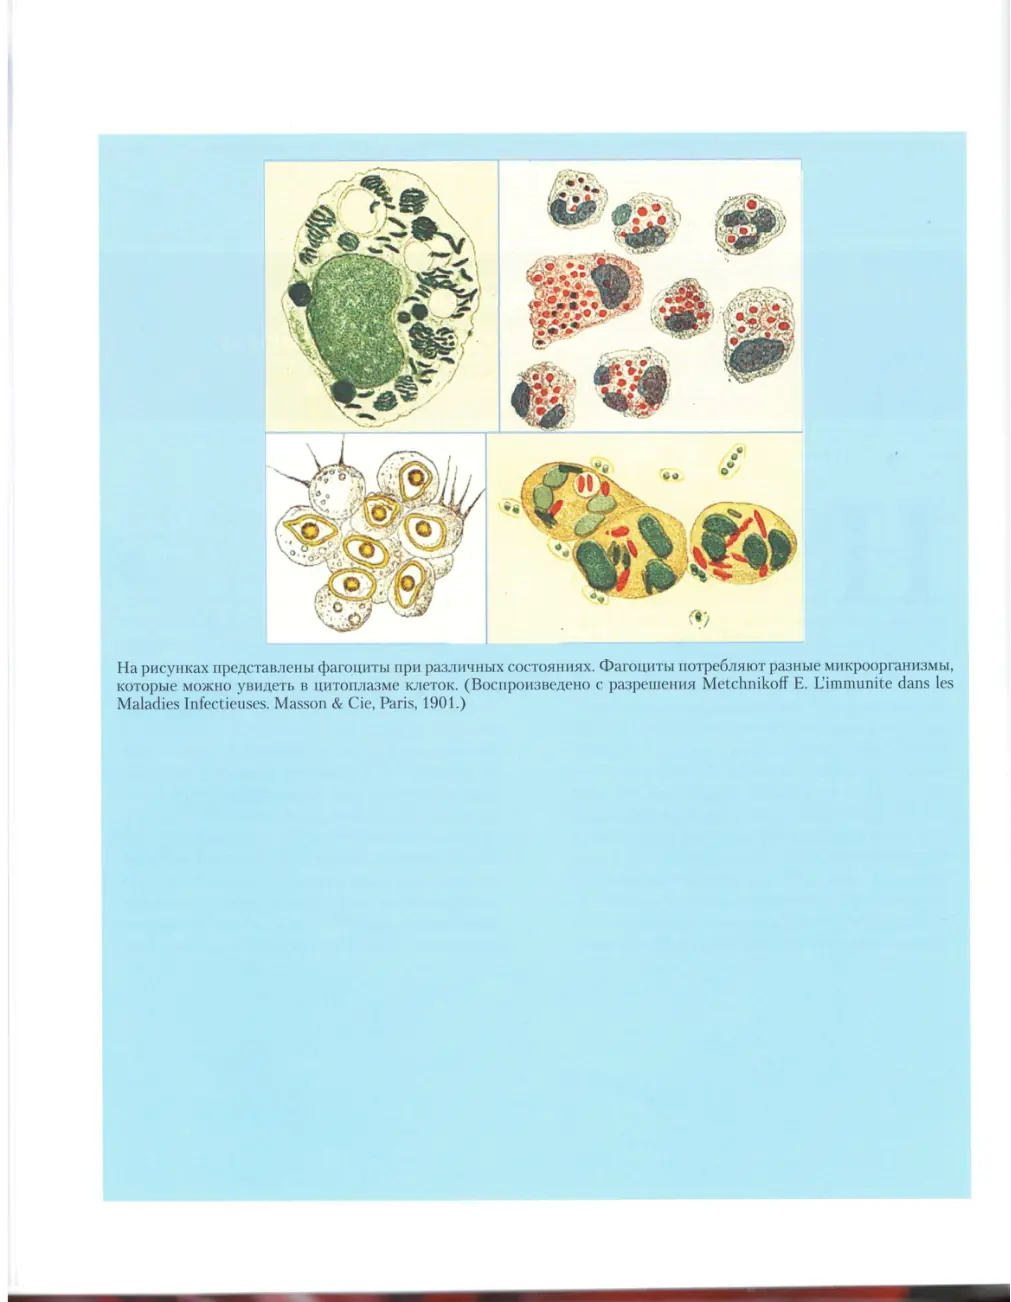 На рисунках представлены фагоциты при различных состояниях. Фагоциты потребляют разные микроорганизмы,
которые можно увидеть в цитоплазме клеток. (Воспроизведено с разрешения Metchnikoff E. L'immunite dans les
Maladies Infectieuses. Masson & Cie, Paris, 1901.)